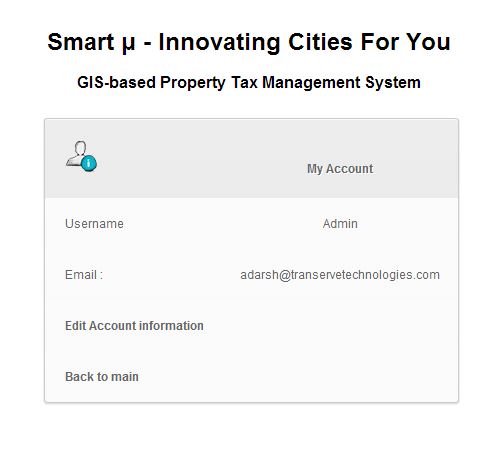 Smart µ - Innovating Cities For You
GIS-based Property Tax Management System
i
My Account
Username Admin
Email : adarsh@transervetechnologies.com
Edit Account information
Back to main